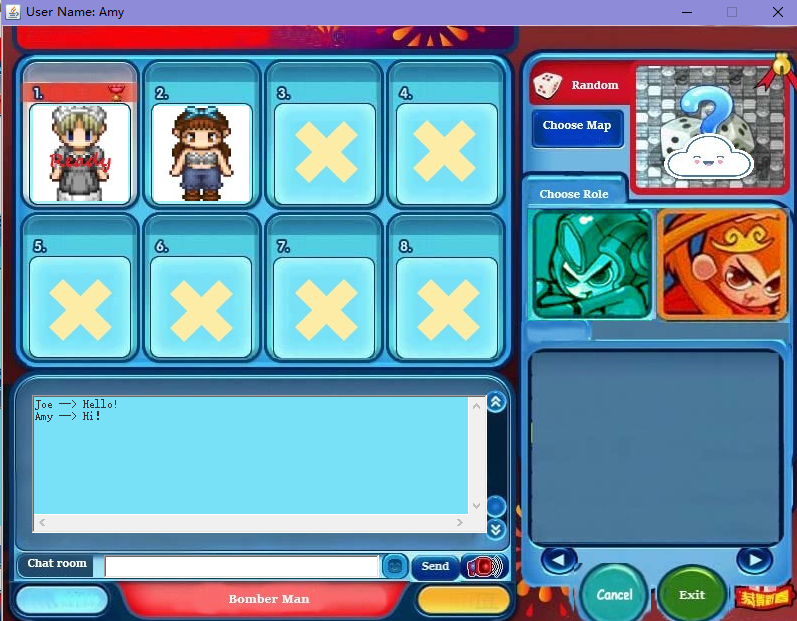 User Name: Amy
1.
2.
3.
4.
Ready
5.
6.
7.
8.
Random
Choose Map
?
Choose Role
Joe --> Hello!
Amy --> Hi!
Chat room
Send
Bomber Man
Cancel
Exit